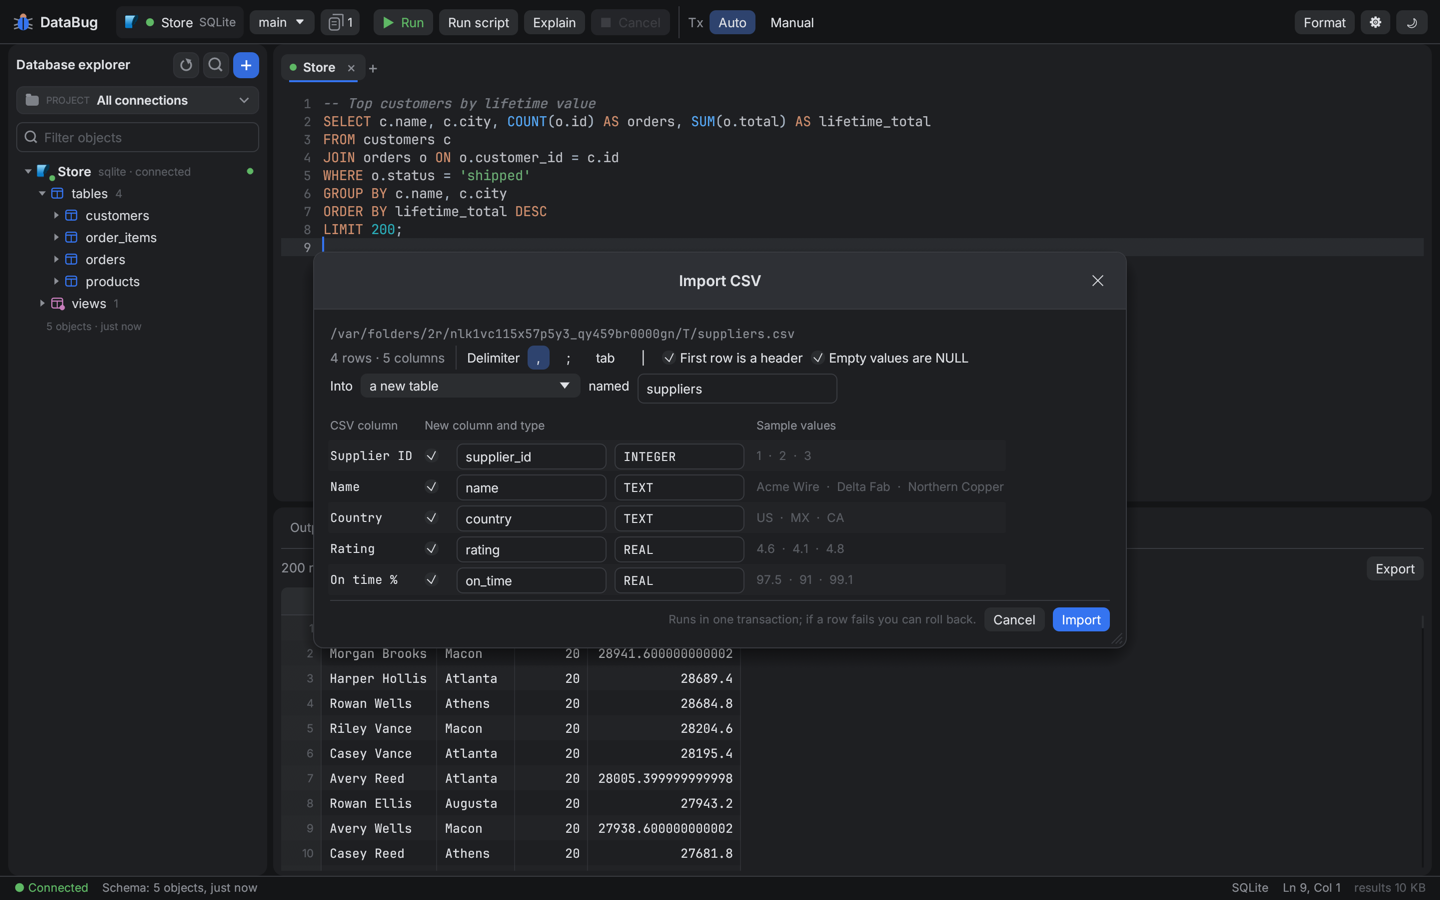 DataBug
Store SQLite
main
1
Run
Run script
Explain
Cancel
Tx
Auto
Manual
Format
Database explorer
PROJECT All connections
Filter objects
Store sqlite · connected
tables 4
customers
order_items
orders
products
views 1
5 objects · just now
Store
1 -- Top customers by lifetime value
2 SELECT c.name, c.city, COUNT(o.id) AS orders, SUM(o.total) AS lifetime_total
3 FROM customers c
4 JOIN orders o ON o.customer_id = c.id
5 WHERE o.status = 'shipped'
6 GROUP BY c.name, c.city
7 ORDER BY lifetime_total DESC
8 LIMIT 200;
9
Import CSV
/var/folders/2r/nlk1vc115x57p5y3_qy459br0000gn/T/suppliers.csv
4 rows · 5 columns
Delimiter , ; tab
First row is a header
Empty values are NULL
Into a new table named suppliers
CSV column New column and type Sample values
Supplier ID supplier_id INTEGER 1 · 2 · 3
Name name TEXT Acme Wire · Delta Fab · Northern Copper
Country country TEXT US · MX · CA
Rating rating REAL 4.6 · 4.1 · 4.8
On time % on_time REAL 97.5 · 91 · 99.1
Runs in one transaction; if a row fails you can roll back.
Cancel
Import
200
Export
2 Morgan Brooks Macon 20 28941.600000000002
3 Harper Hollis Atlanta 20 28689.4
4 Rowan Wells Athens 20 28684.8
5 Riley Vance Macon 20 28204.6
6 Casey Vance Atlanta 20 28195.4
7 Avery Reed Atlanta 20 28005.399999999998
8 Rowan Ellis Augusta 20 27943.2
9 Avery Wells Macon 20 27938.600000000002
10 Casey Reed Athens 20 27681.8
Connected
Schema: 5 objects, just now
SQLite
Ln 9, Col 1
results 10 KB